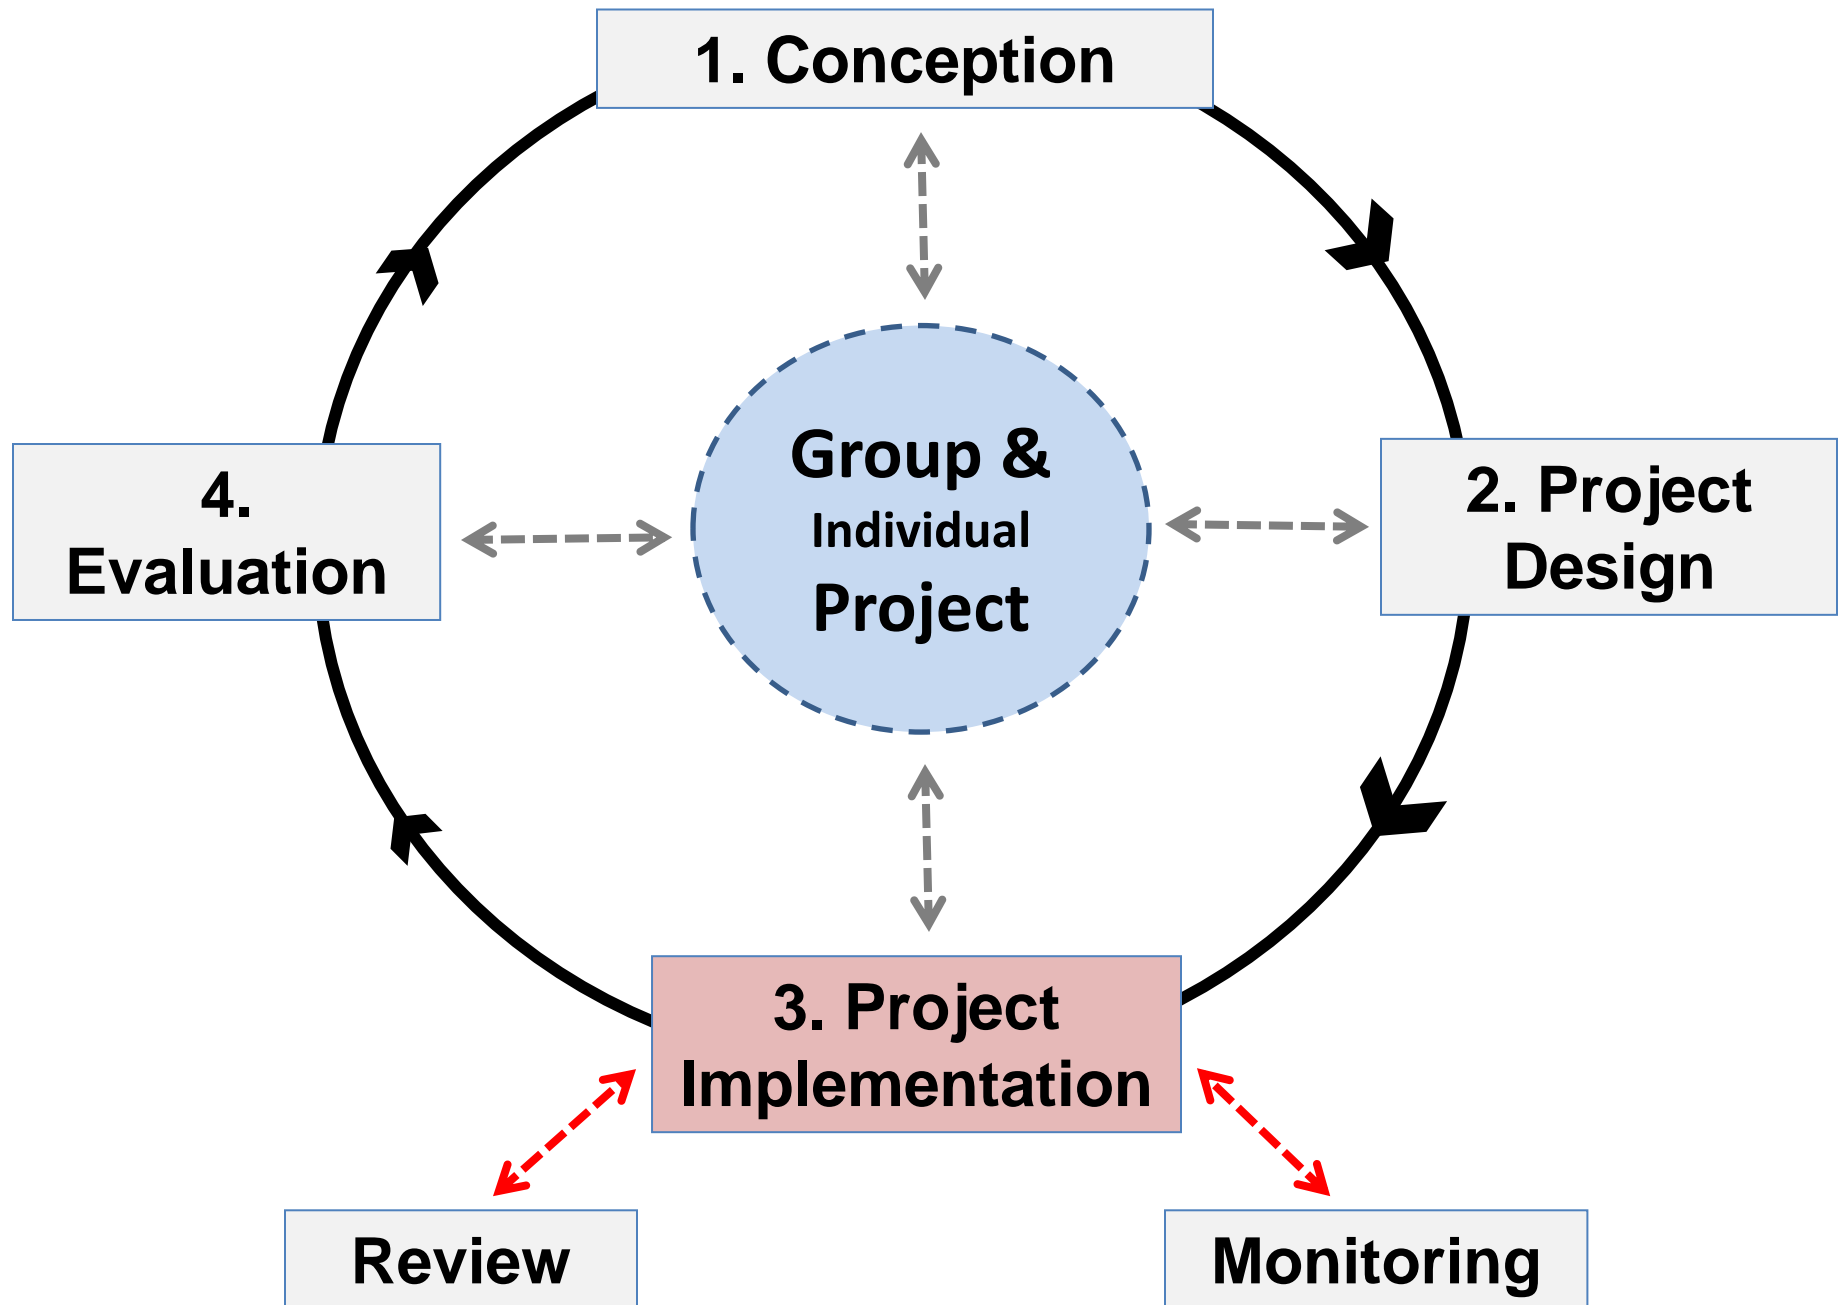 1. Conception
Group &
Individual
Project
4.
Evaluation
2. Project
Design
3. Project
Implementation
Review
Monitoring